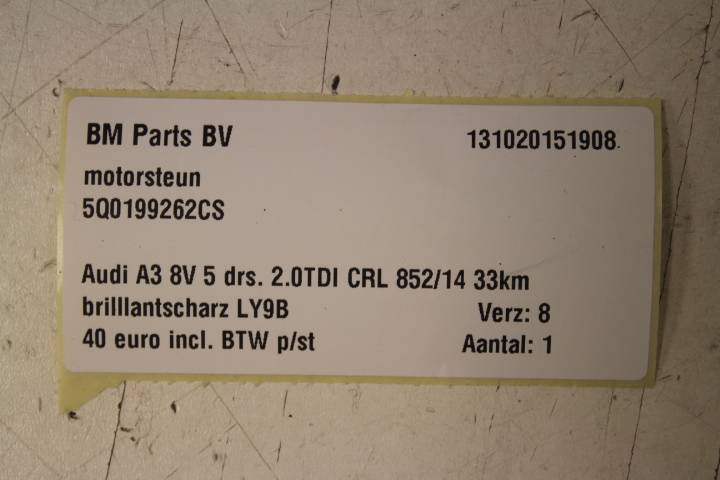 BM Parts BV 131020151908.
motorsteun
5Q0199262CS
Audi A3 8V 5 drs. 2.0TDI CRL 852/14 33km
brilllantscharz LY9B Verz: 8
40 euro incl. BTW p/st Aantal: 1